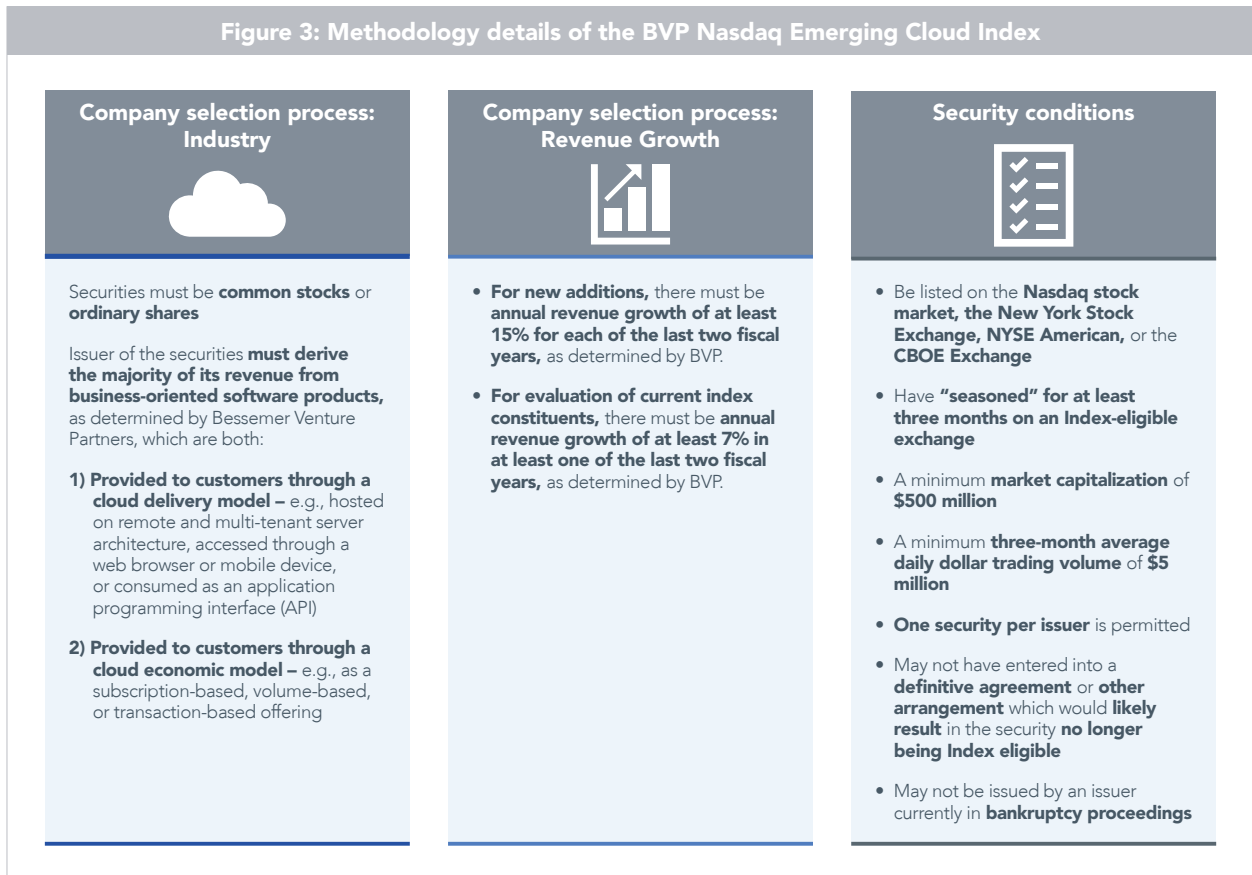 Figure 3: Methodology details of the BVP Nasdaq Emerging Cloud Index
Company selection process:
Industry
Securities must be common stocks or
ordinary shares
Issuer of the securities must derive
the majority of its revenue from
business-oriented software products,
as determined by Bessemer Venture
Partners, which are both:
1) Provided to customers through a
cloud delivery model – e.g., hosted
on remote and multi-tenant server
architecture, accessed through a
web browser or mobile device,
or consumed as an application
programming interface (API)
2) Provided to customers through a
cloud economic model – e.g., as a
subscription-based, volume-based,
or transaction-based offering
Company selection process:
Revenue Growth
• For new additions, there must be
annual revenue growth of at least
15% for each of the last two fiscal
years, as determined by BVP.
• For evaluation of current index
constituents, there must be annual
revenue growth of at least 7% in
at least one of the last two fiscal
years, as determined by BVP.
Security conditions
• Be listed on the Nasdaq stock
market, the New York Stock
Exchange, NYSE American, or the
CBOE Exchange
• Have “seasoned” for at least
three months on an Index-eligible
exchange
• A minimum market capitalization of
$500 million
• A minimum three-month average
daily dollar trading volume of $5
million
• One security per issuer is permitted
• May not have entered into a
definitive agreement or other
arrangement which would likely
result in the security no longer
being Index eligible
• May not be issued by an issuer
currently in bankruptcy proceedings